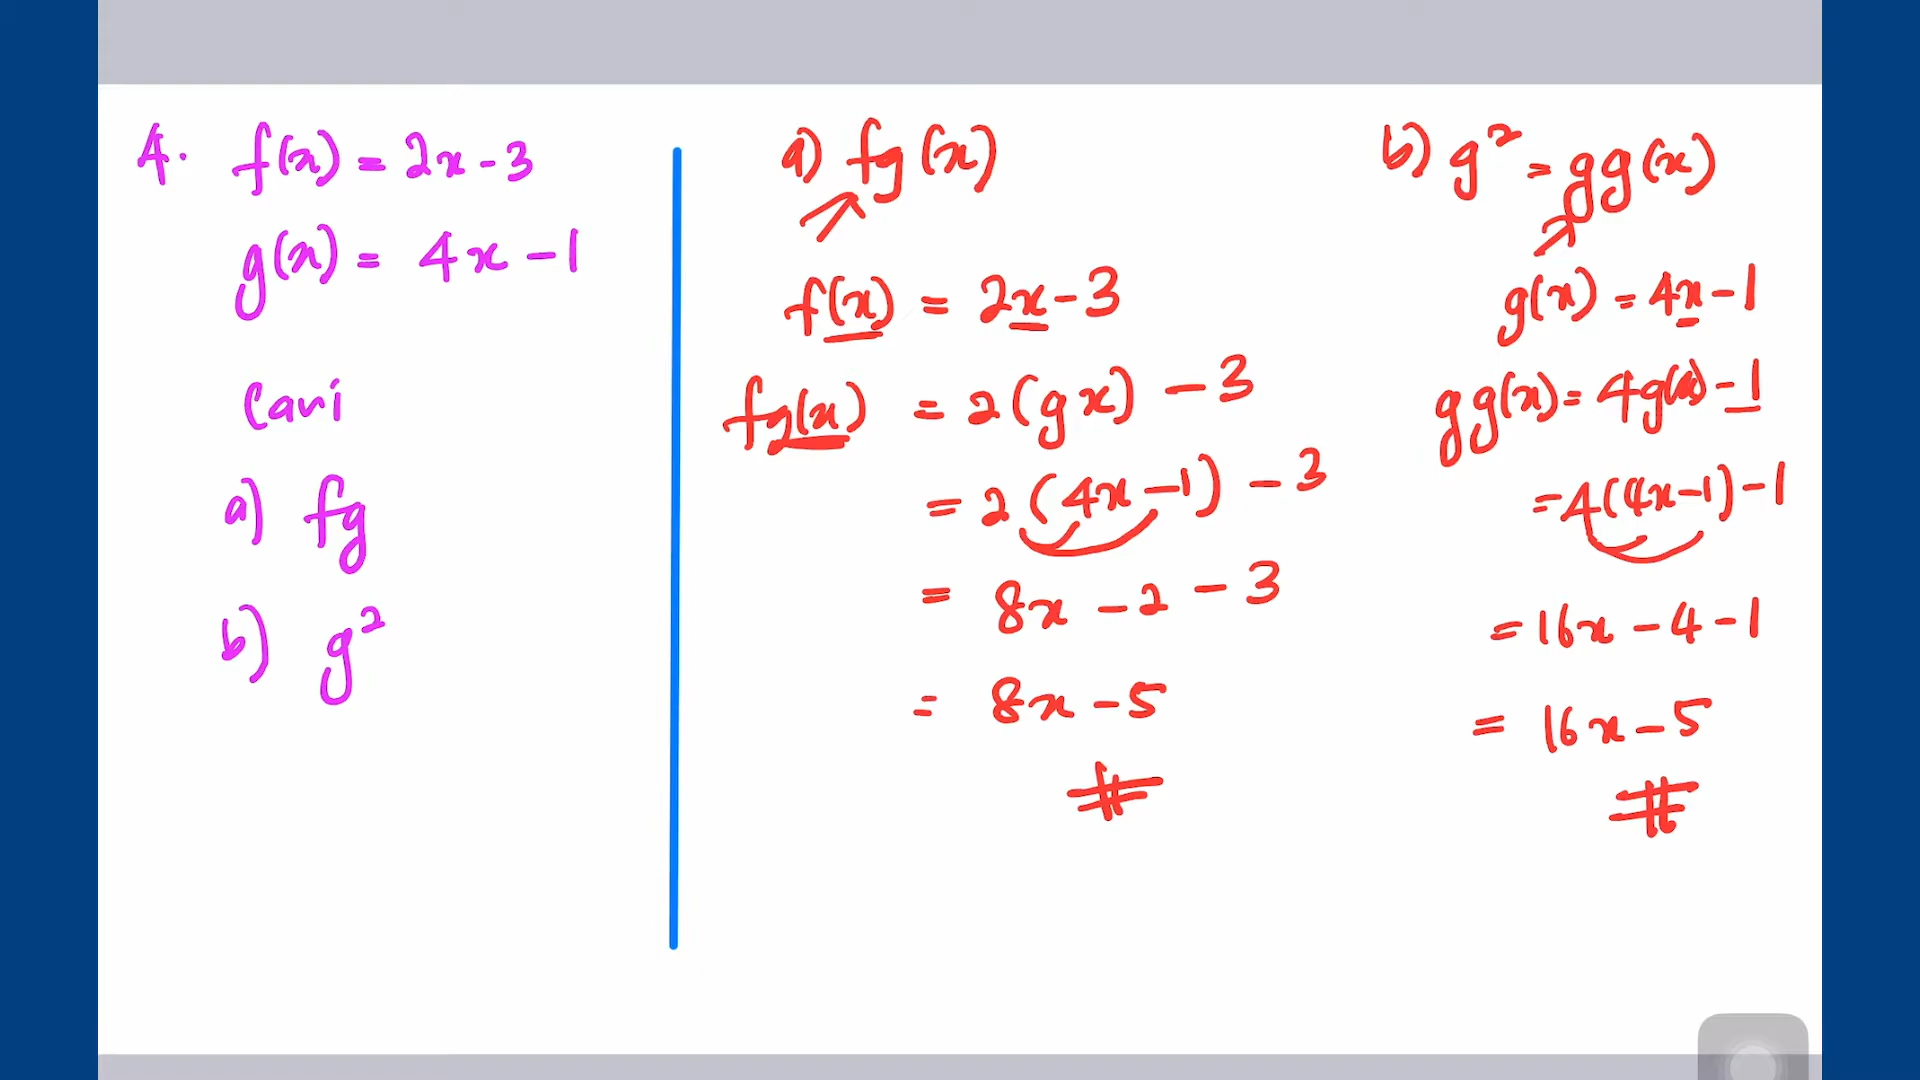 4. f(x) = 2x - 3
g(x) = 4x - 1
Cari
a) fg
b) g²
a) fg(x)
f(x) = 2x - 3
fg(x) = 2(gx) - 3
= 2(4x - 1) - 3
= 8x - 2 - 3
= 8x - 5
b) g² = gg(x)
g(x) = 4x - 1
gg(x) = 4g(x) - 1
= 4(4x - 1) - 1
= 16x - 4 - 1
= 16x - 5